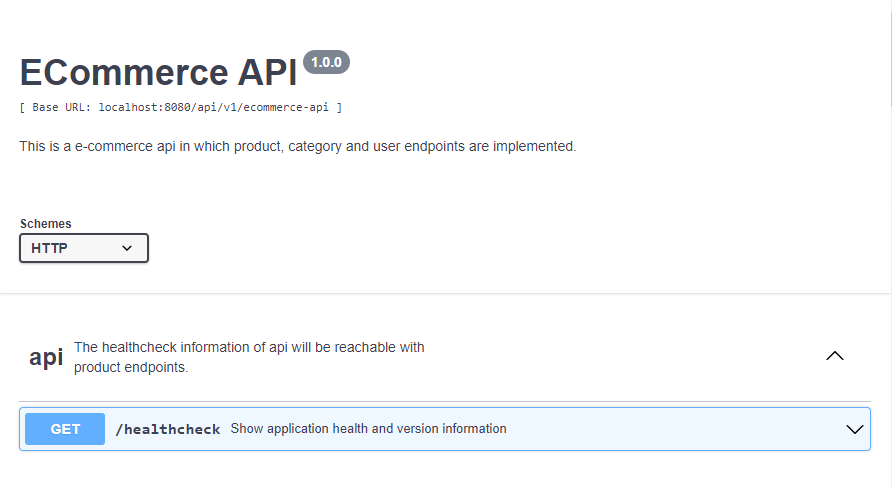 ECommerce API 1.0.0
[ Base URL: localhost:8080/api/v1/ecommerce-api ]
This is a e-commerce api in which product, category and user endpoints are implemented.
Schemes
HTTP
api The healthcheck information of api will be reachable with
product endpoints.
GET /healthcheck Show application health and version information